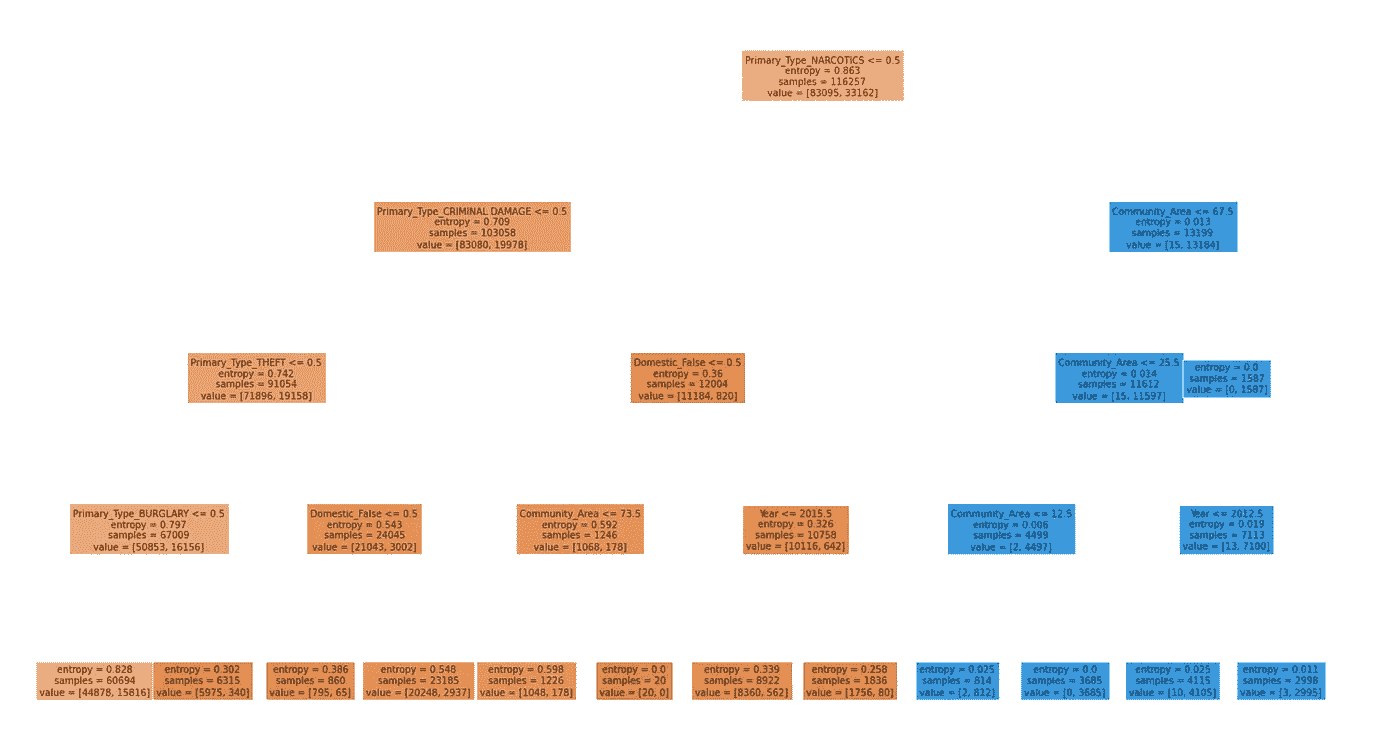 Primary_Type_NARCOTICS <= 0.5
entropy = 0.863
samples = 116257
value = [83095, 33162]
Primary_Type_CRIMINAL DAMAGE <= 0.5
entropy = 0.709
samples = 103058
value = [83080, 19978]
Community_Area <= 67.5
entropy = 0.013
samples = 13199
value = [15, 13184]
Primary_Type_THEFT <= 0.5
entropy = 0.742
samples = 91054
value = [71896, 19158]
Domestic_False <= 0.5
entropy = 0.36
samples = 12004
value = [11184, 820]
Community_Area <= 25.5
entropy = 0.014
samples = 11612
value = [15, 11597]
entropy = 0.0
samples = 1587
value = [0, 1587]
Primary_Type_BURGLARY <= 0.5
entropy = 0.797
samples = 67009
value = [50853, 16156]
Domestic_False <= 0.5
entropy = 0.543
samples = 24045
value = [21043, 3002]
Community_Area <= 73.5
entropy = 0.592
samples = 1246
value = [1068, 178]
Year <= 2015.5
entropy = 0.326
samples = 10758
value = [10116, 642]
Community_Area <= 12.5
entropy = 0.006
samples = 4499
value = [2, 4497]
Year <= 2012.5
entropy = 0.019
samples = 7113
value = [13, 7100]
entropy = 0.828
samples = 60694
value = [44878, 15816]
entropy = 0.302
samples = 6315
value = [5975, 340]
entropy = 0.386
samples = 860
value = [795, 65]
entropy = 0.548
samples = 23185
value = [20248, 2937]
entropy = 0.598
samples = 1226
value = [1048, 178]
entropy = 0.0
samples = 20
value = [20, 0]
entropy = 0.339
samples = 8922
value = [8360, 562]
entropy = 0.258
samples = 1836
value = [1756, 80]
entropy = 0.025
samples = 814
value = [2, 812]
entropy = 0.0
samples = 3685
value = [0, 3685]
entropy = 0.025
samples = 4115
value = [10, 4105]
entropy = 0.011
samples = 2998
value = [3, 2995]